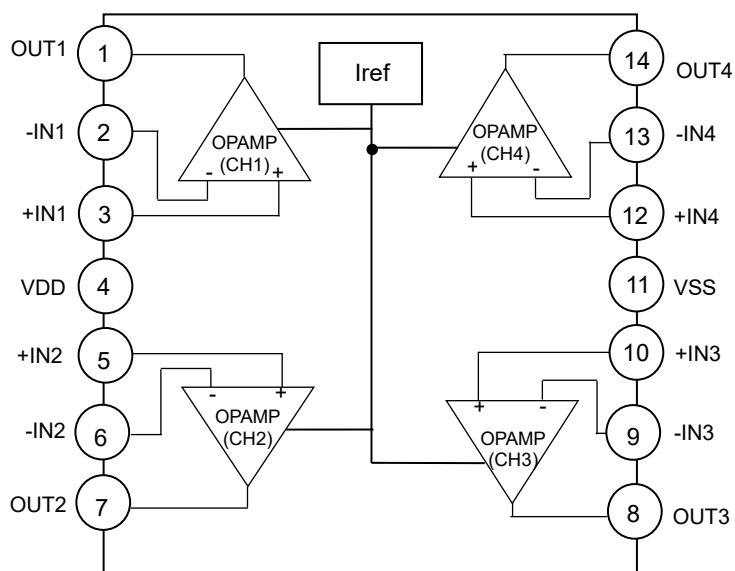 OUT1 1
Iref
14 OUT4
-IN1 2
OPAMP
(CH1)
- +
OPAMP
(CH4)
+ -
13 -IN4
+IN1 3
12 +IN4
VDD 4
11 VSS
+IN2 5
10 +IN3
- +
OPAMP
(CH2)
+ -
OPAMP
(CH3)
-IN2 6
9 -IN3
OUT2 7
8 OUT3